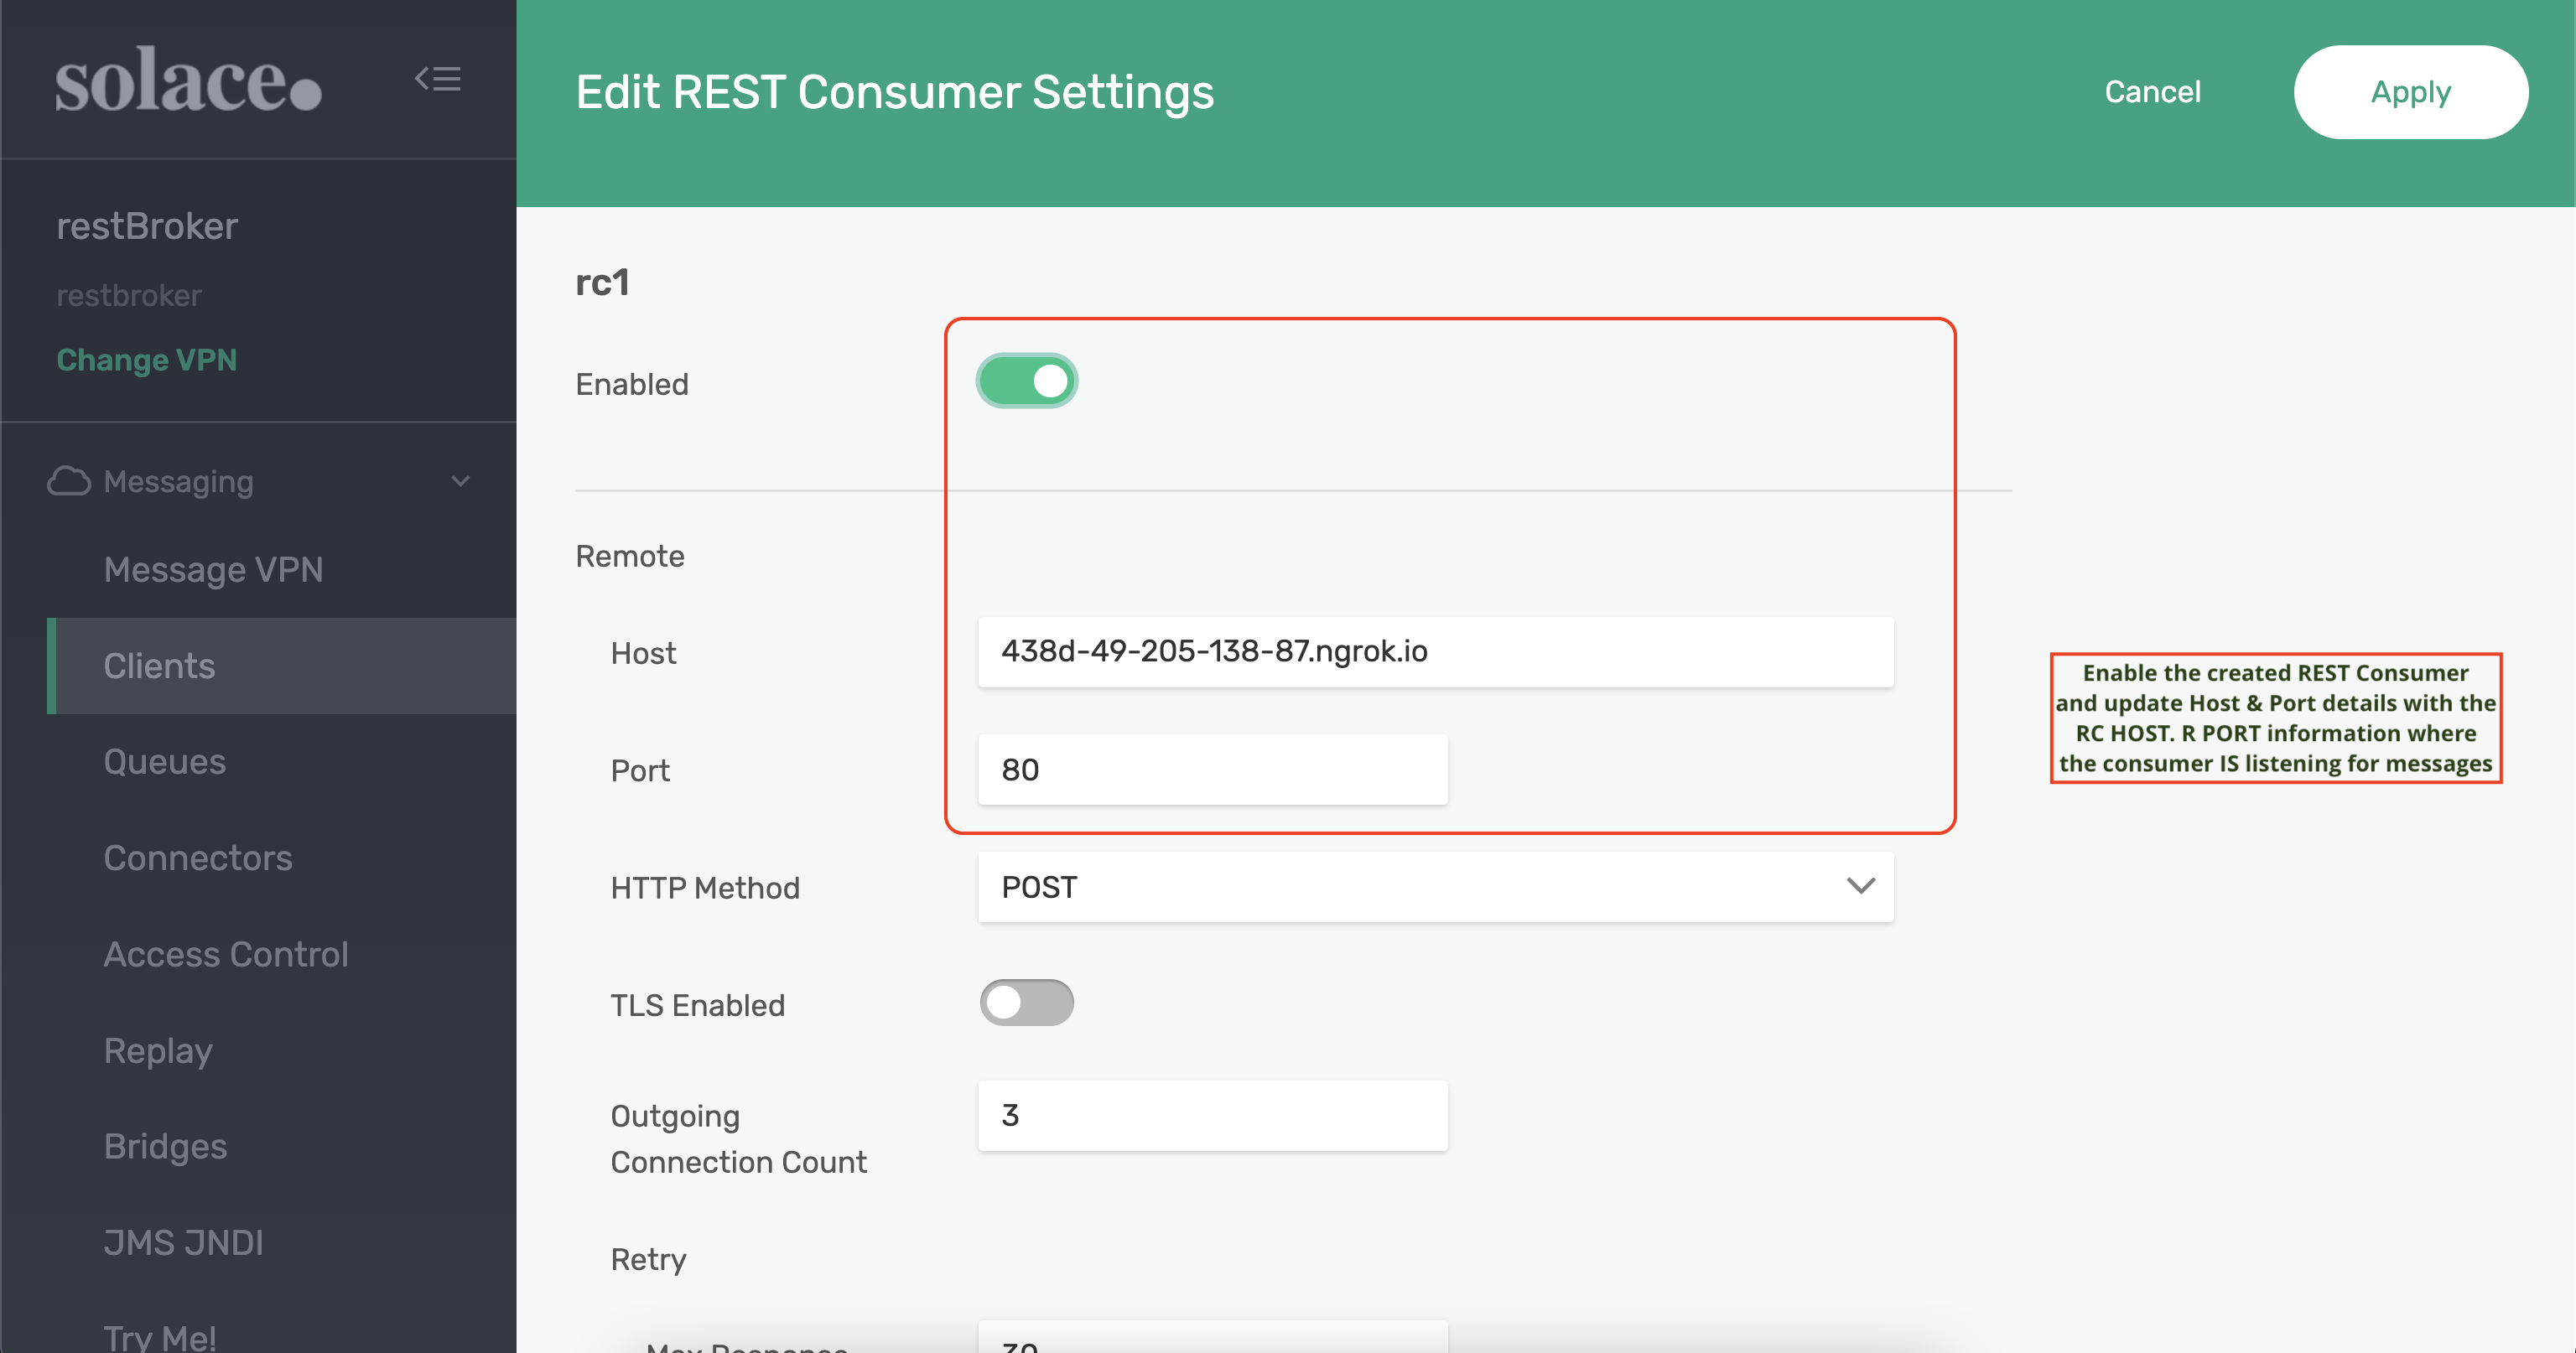 solace.
Edit REST Consumer Settings
Cancel
Apply
restBroker
restbroker
Change VPN
Messaging
Message VPN
Clients
Queues
Connectors
Access Control
Replay
Bridges
JMS JNDI
Try Me!
rc1
Enabled
Remote
Host
438d-49-205-138-87.ngrok.io
Port
80
HTTP Method
POST
TLS Enabled
Outgoing
Connection Count
3
Retry
Max Response
30
Enable the created REST Consumer
and update Host & Port details with the
RC HOST. R PORT information where
the consumer IS listening for messages